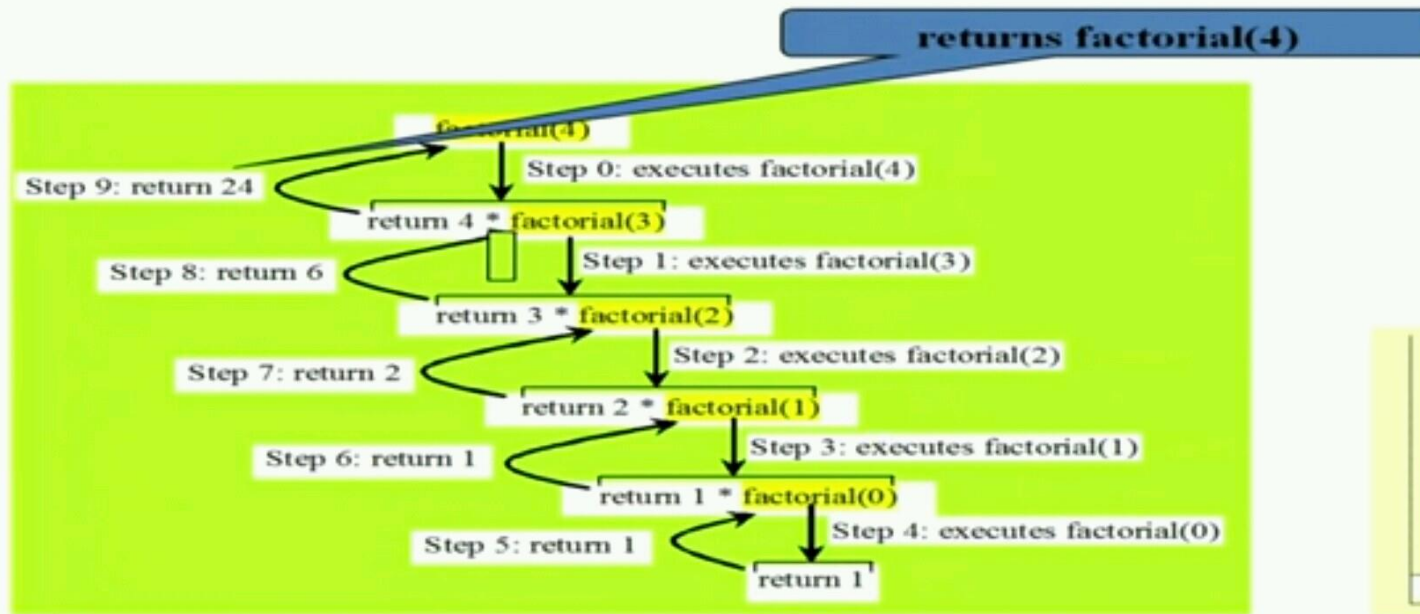 returns factorial(4)
factorial(4)
Step 0: executes factorial(4)
Step 9: return 24
return 4 * factorial(3)
Step 1: executes factorial(3)
Step 8: return 6
return 3 * factorial(2)
Step 2: executes factorial(2)
Step 7: return 2
return 2 * factorial(1)
Step 3: executes factorial(1)
Step 6: return 1
return 1 * factorial(0)
Step 4: executes factorial(0)
Step 5: return 1
return 1